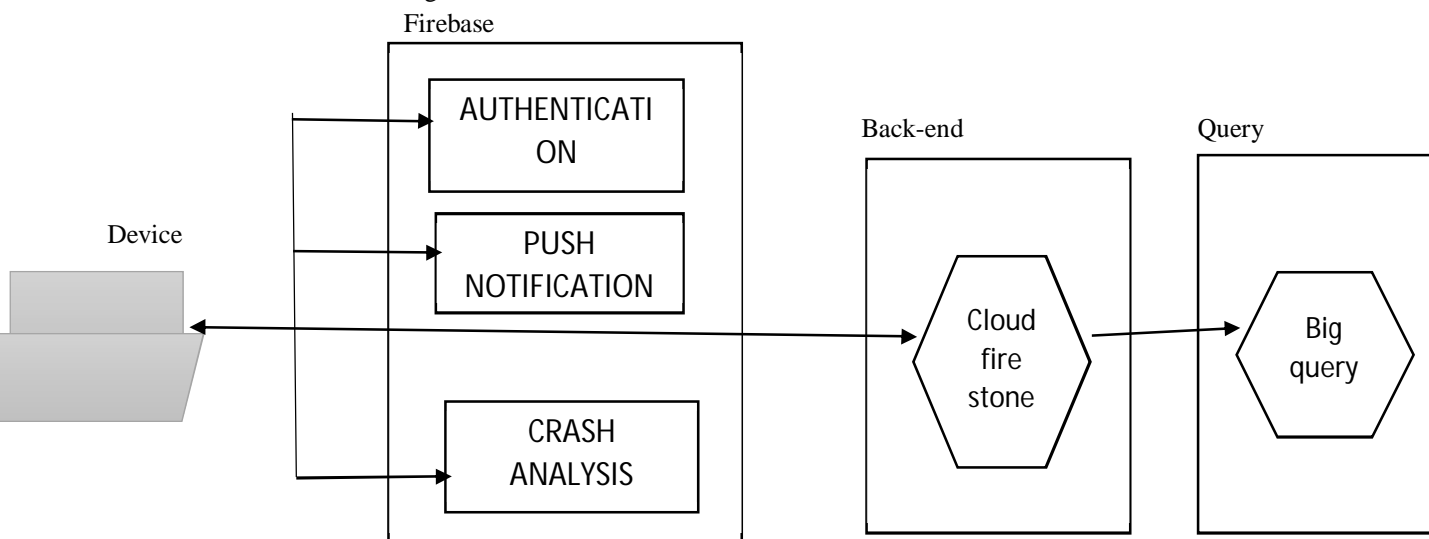 Firebase
AUTHENTICATI
ON
PUSH
NOTIFICATION
CRASH
ANALYSIS
Device
Back-end
Cloud
fire
stone
Query
Big
query